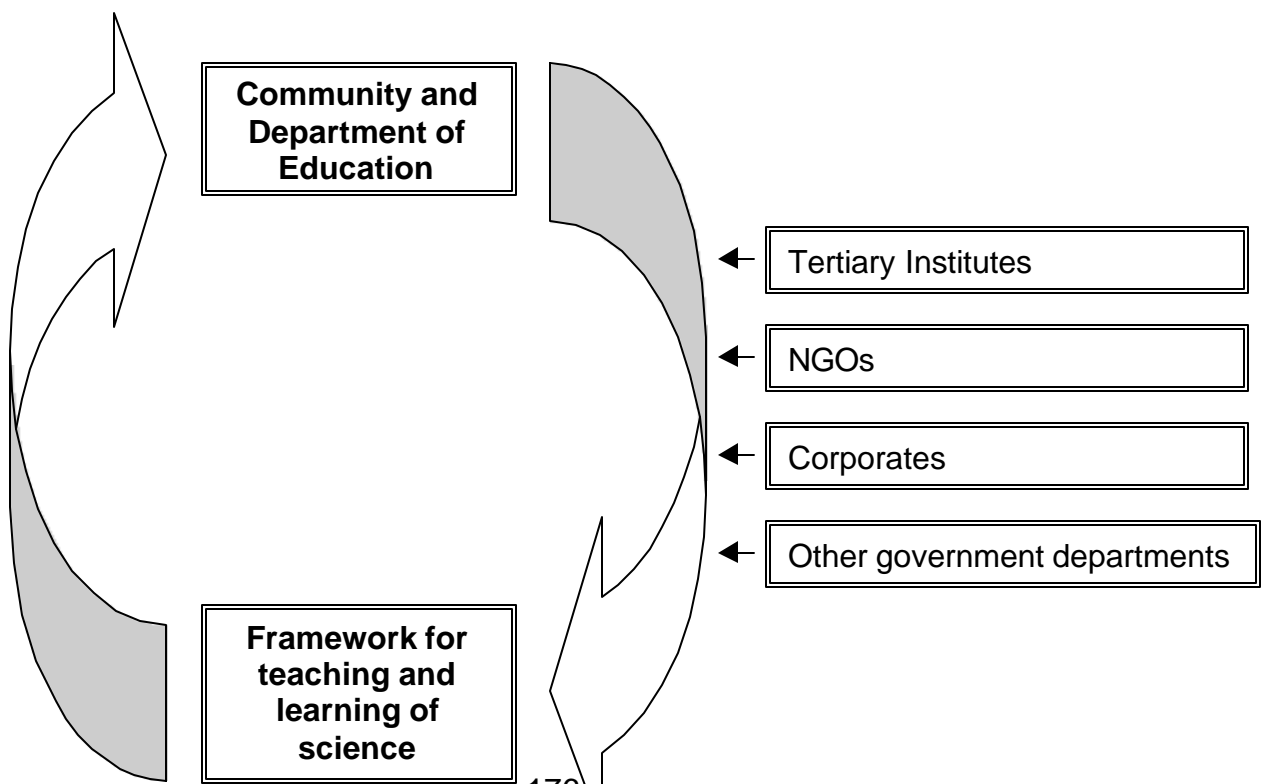 Community and
Department of
Education
Tertiary Institutes
NGOs
Corporates
Other government departments
Framework for
teaching and
learning of
science